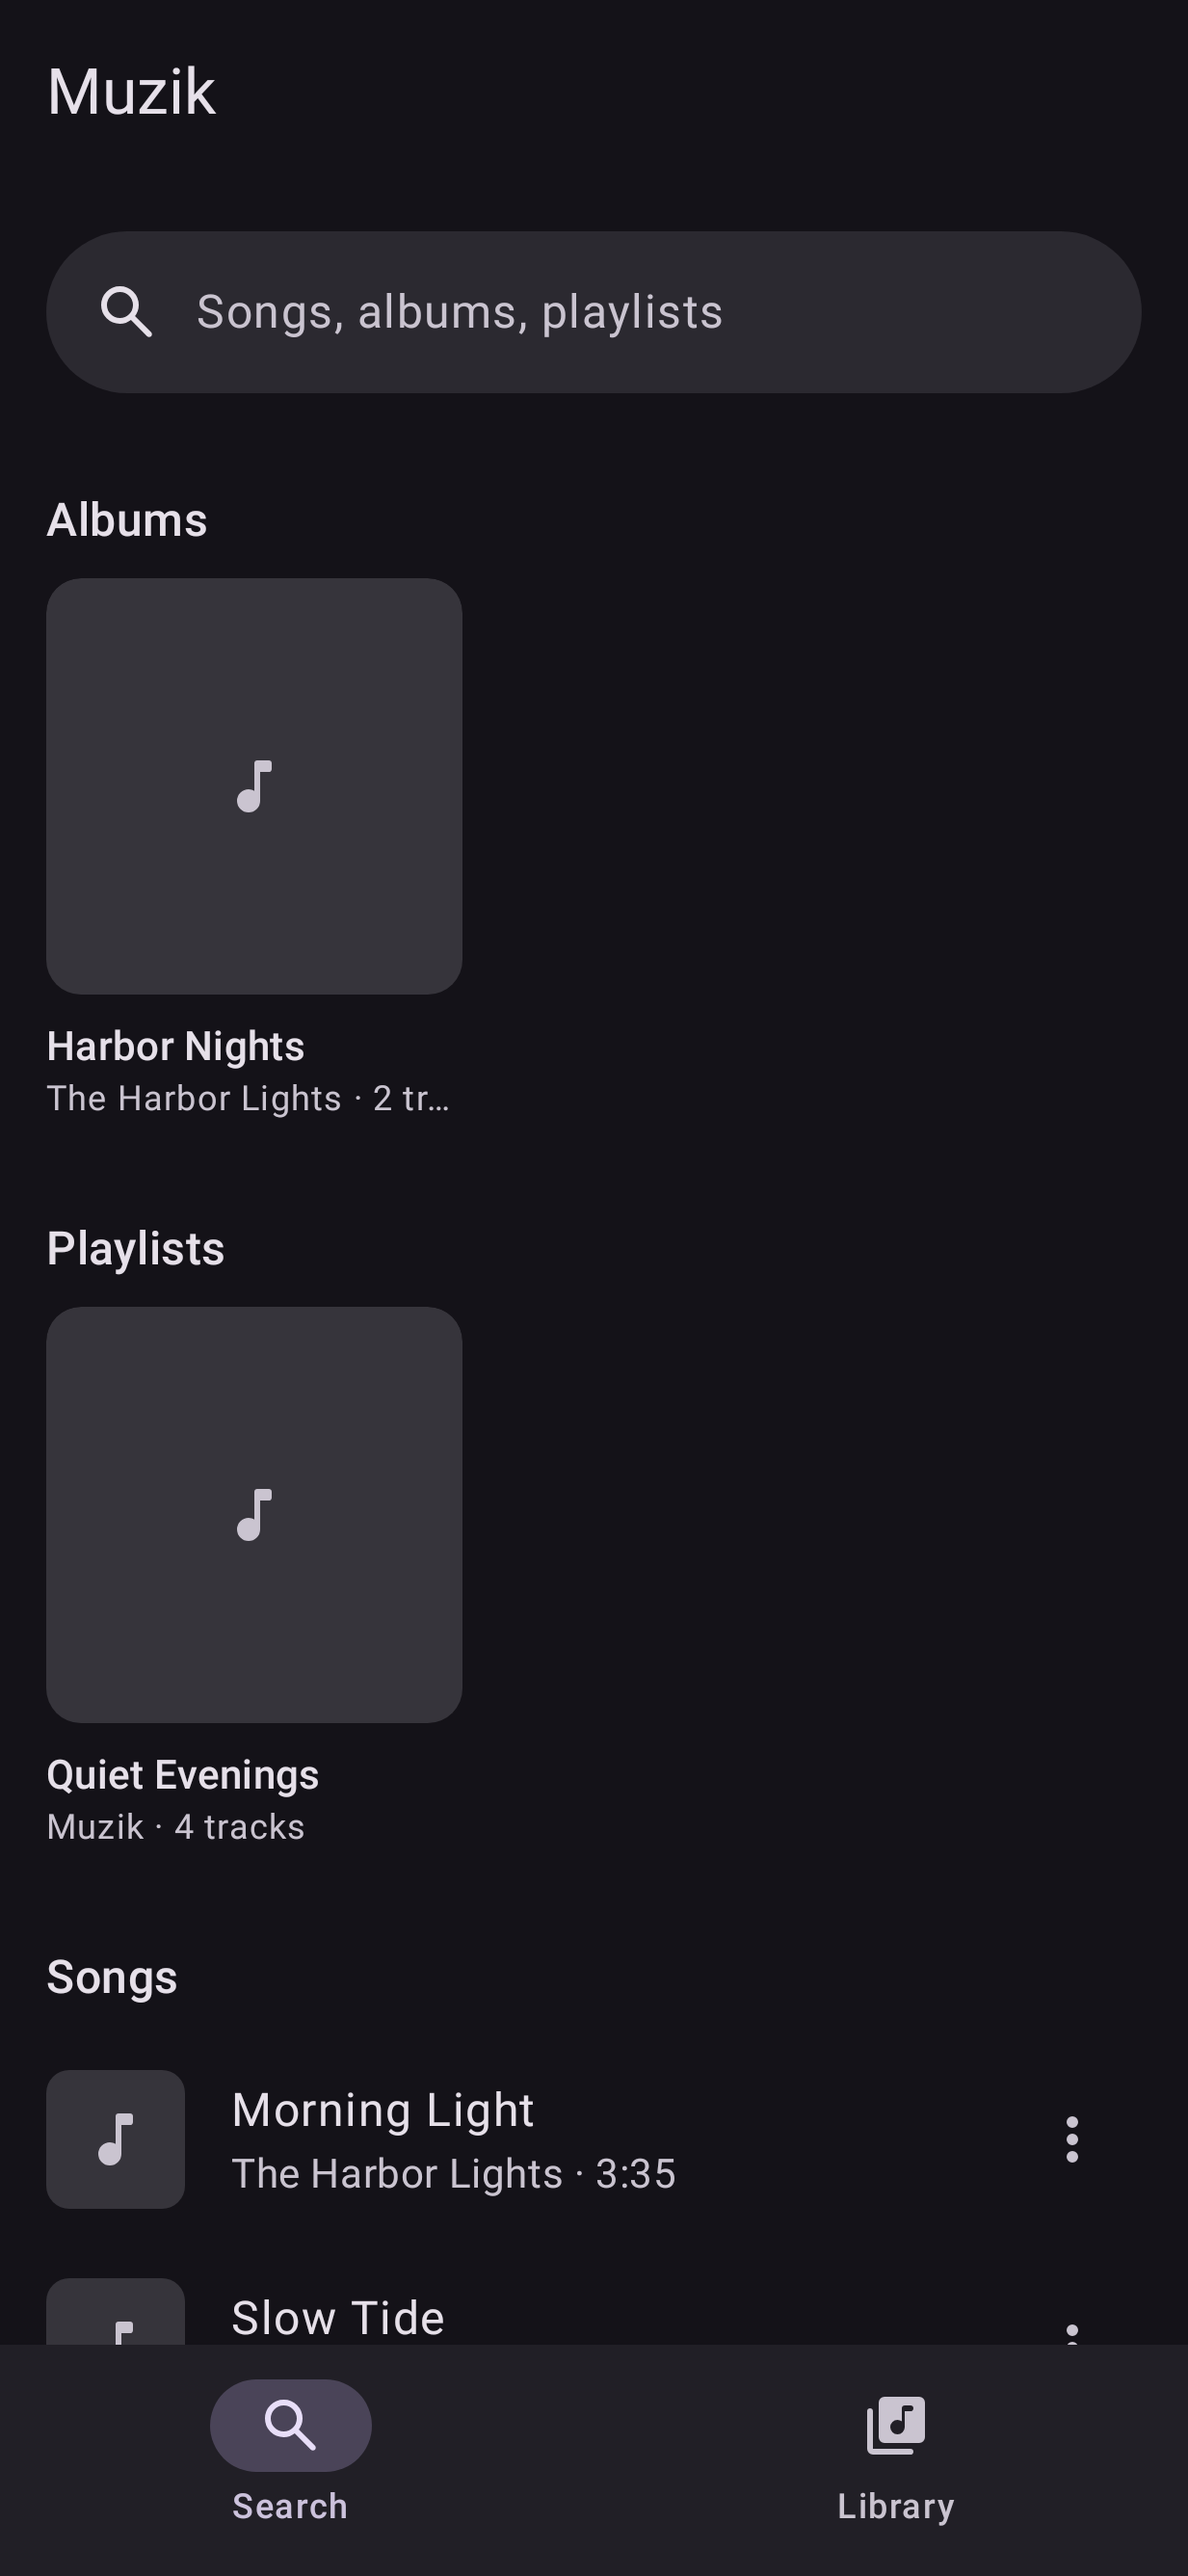 Muzik
Songs, albums, playlists
Albums
Harbor Nights
The Harbor Lights · 2 tr…
Playlists
Quiet Evenings
Muzik · 4 tracks
Songs
Morning Light
The Harbor Lights · 3:35
Slow Tide
Search
Library